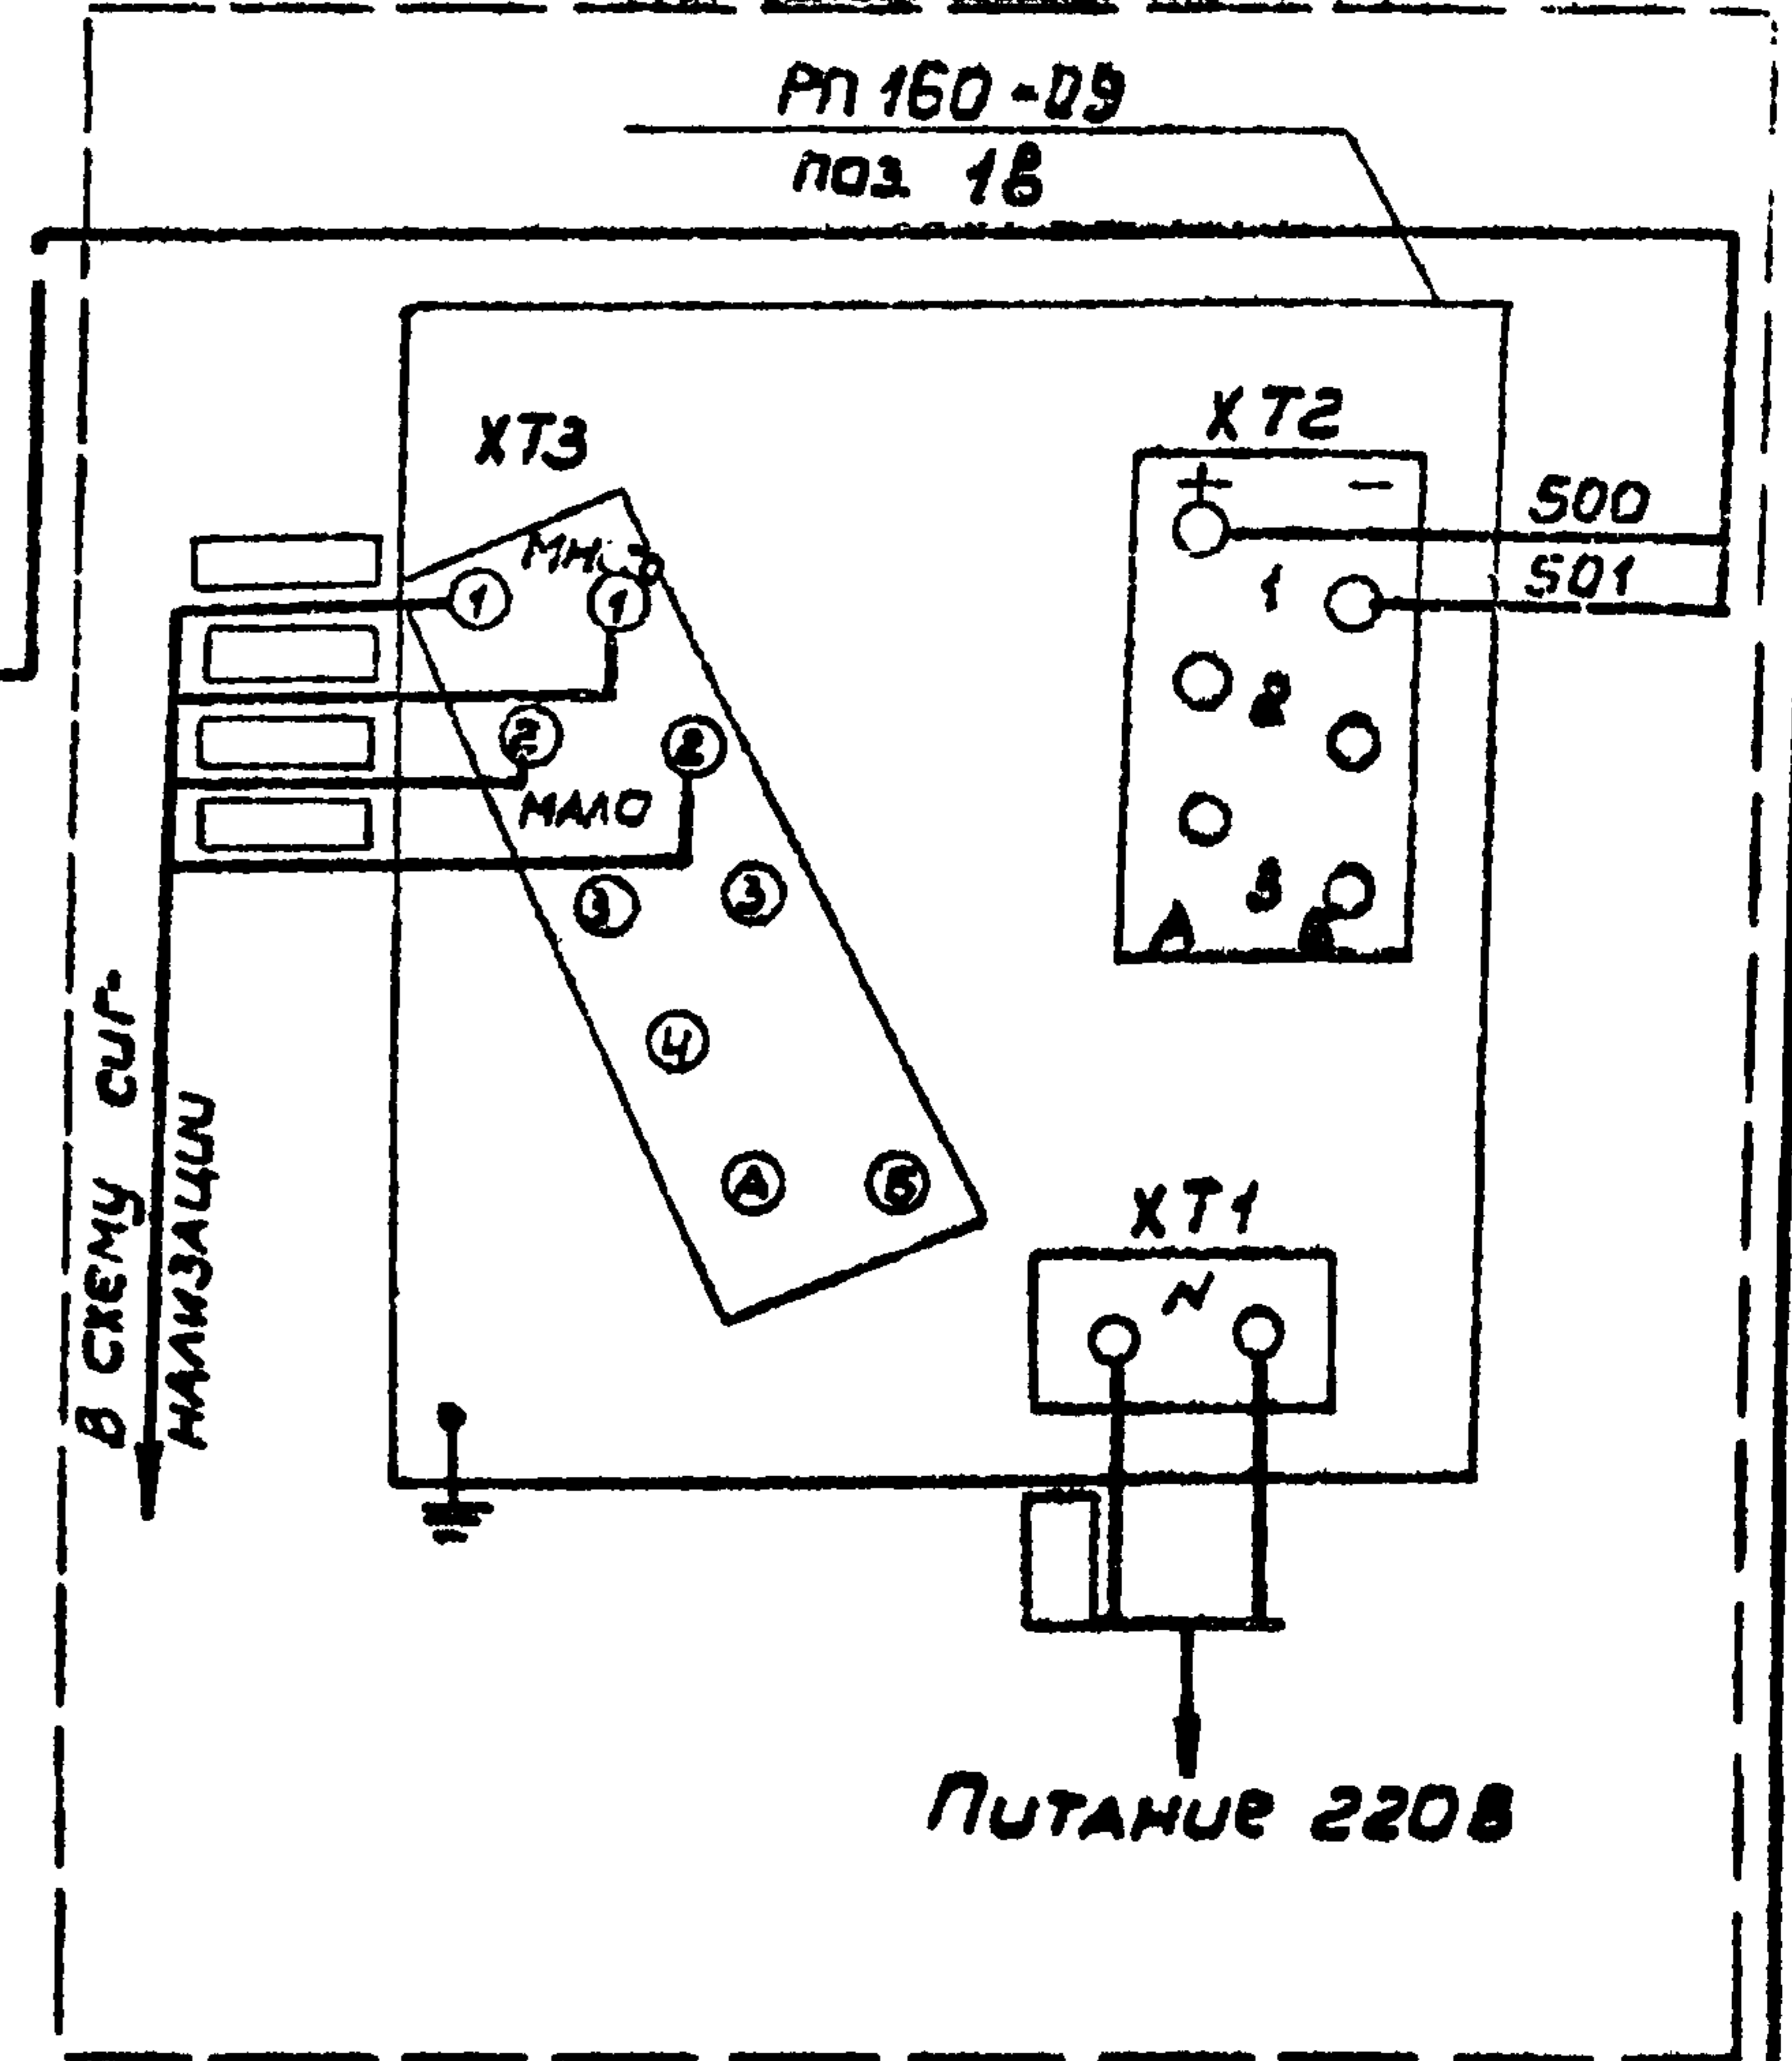 РП 160-09
поз 1в
ХТ3
ХТ2
+ -
500
501
1
1 1
2
2 2
ММО
3 3
3
4
А Б
ХТ1
~
В схему сиг-
нализации
Питание 220В